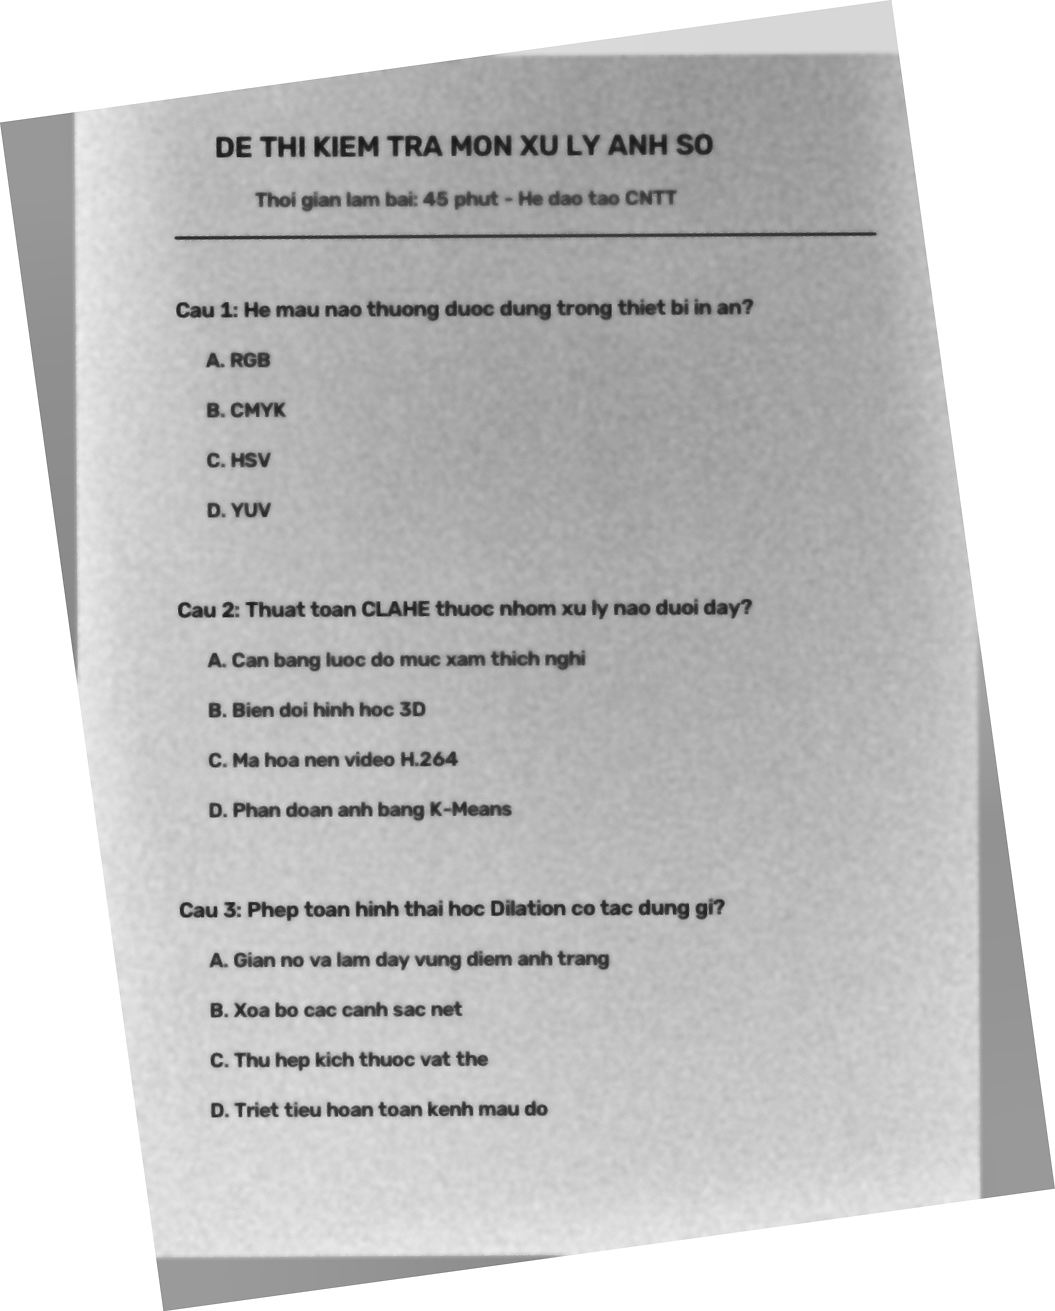 DE THI KIEM TRA MON XU LY ANH SO
Thoi gian lam bai: 45 phut - He dao tao CNTT
Cau 1: He mau nao thuong duoc dung trong thiet bi in an?
A. RGB
B. CMYK
C. HSV
D. YUV
Cau 2: Thuat toan CLAHE thuoc nhom xu ly nao duoi day?
A. Can bang luoc do muc xam thich nghi
B. Bien doi hinh hoc 3D
C. Ma hoa nen video H.264
D. Phan doan anh bang K-Means
Cau 3: Phep toan hinh thai hoc Dilation co tac dung gi?
A. Gian no va lam day vung diem anh trang
B. Xoa bo cac canh sac net
C. Thu hep kich thuoc vat the
D. Triet tieu hoan toan kenh mau do